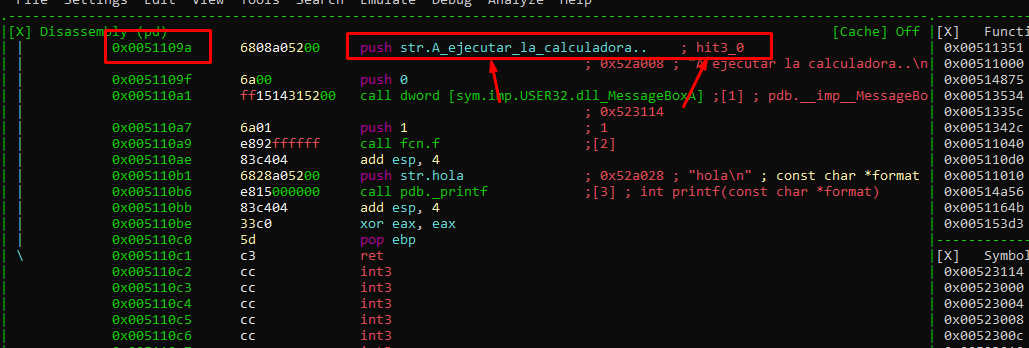 File Settings Edit View Tools Search Emulate Debug Analyze Help
[X] Disassembly (pd) [Cache] Off [X] Functi
0x0051109a 6808a05200 push str.A_ejecutar_la_calculadora.. ; hit3_0 0x00511351
; 0x52a008 ; "A ejecutar la calculadora..\n 0x00511000
0x0051109f 6a00 push 0 0x00514875
0x005110a1 ff1514315200 call dword [sym.imp.USER32.dll_MessageBoxA] ;[1] ; pdb.__imp__MessageBo 0x00513534
; 0x523114 0x0051335c
0x005110a7 6a01 push 1 ; 1 0x0051342c
0x005110a9 e892ffffff call fcn.f ;[2] 0x00511040
0x005110ae 83c404 add esp, 4 0x005110d0
0x005110b1 6828a05200 push str.hola ; 0x52a028 ; "hola\n" ; const char *format 0x00511010
0x005110b6 e815000000 call pdb._printf ;[3] ; int printf(const char *format) 0x00514a56
0x005110bb 83c404 add esp, 4 0x0051164b
0x005110be 33c0 xor eax, eax 0x005153d3
0x005110c0 5d pop ebp
0x005110c1 c3 ret [X] Symbol
0x005110c2 cc int3 0x00523114
0x005110c3 cc int3 0x00523000
0x005110c4 cc int3 0x00523004
0x005110c5 cc int3 0x00523008
0x005110c6 cc int3 0x0052300c